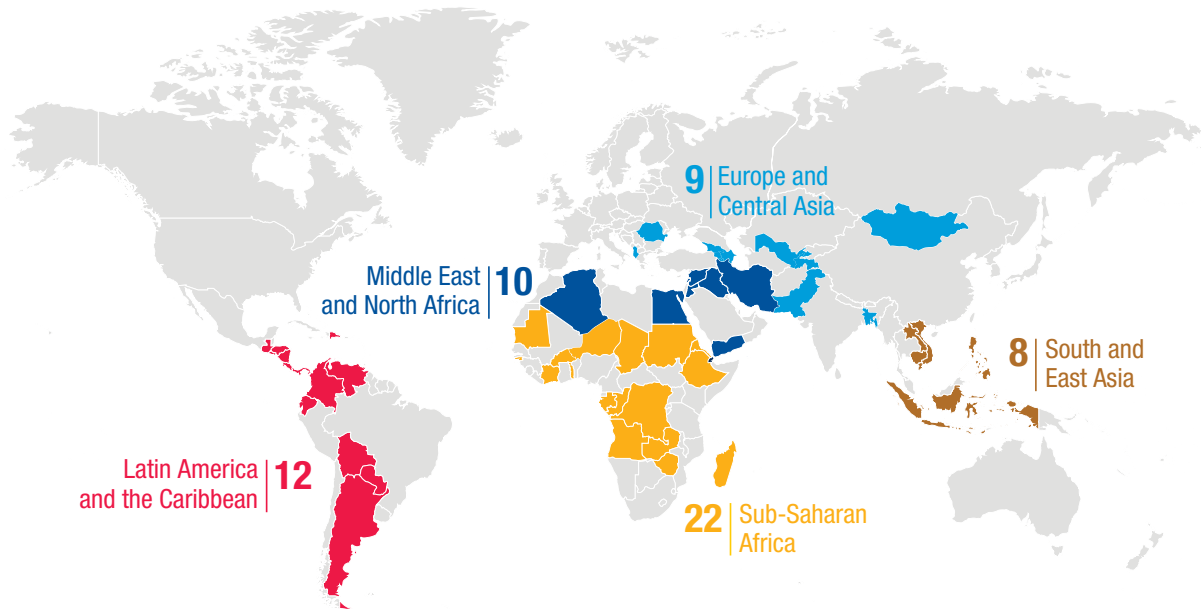 9
Europe and
Central Asia
Middle East
and North Africa
10
8
South and
East Asia
Latin America
and the Caribbean
12
22
Sub-Saharan
Africa